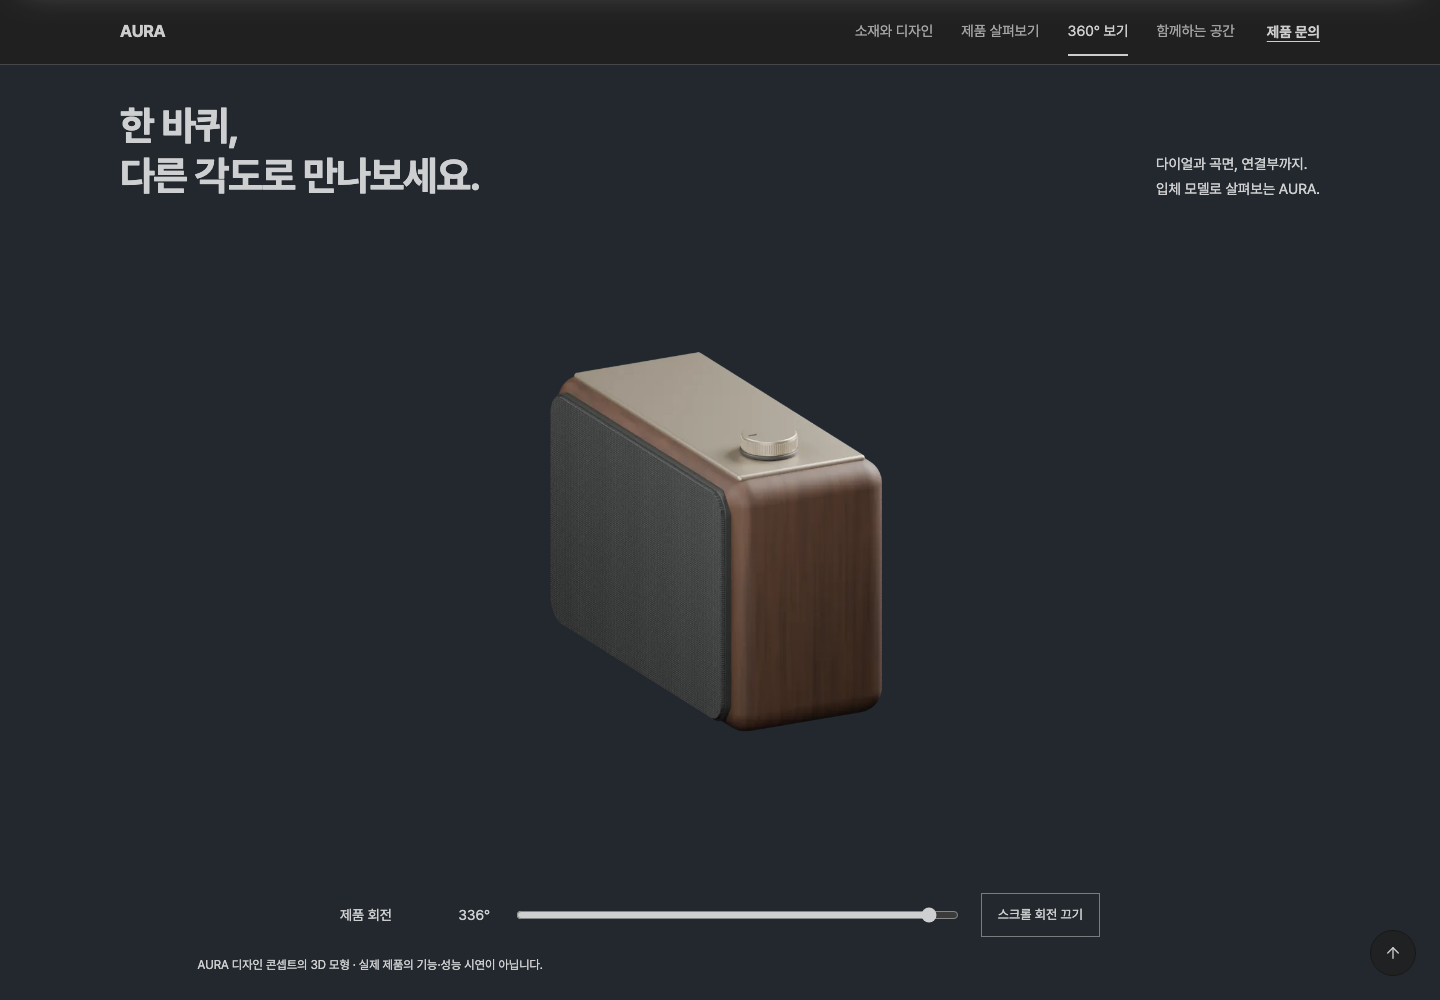 AURA
소재와 디자인
제품 살펴보기
360° 보기
함께하는 공간
제품 문의
한 바퀴,
다른 각도로 만나보세요.
다이얼과 곡면, 연결부까지.
입체 모델로 살펴보는 AURA.
제품 회전
336°
스크롤 회전 끄기
AURA 디자인 콘셉트의 3D 모형 · 실제 제품의 기능·성능 시연이 아닙니다.